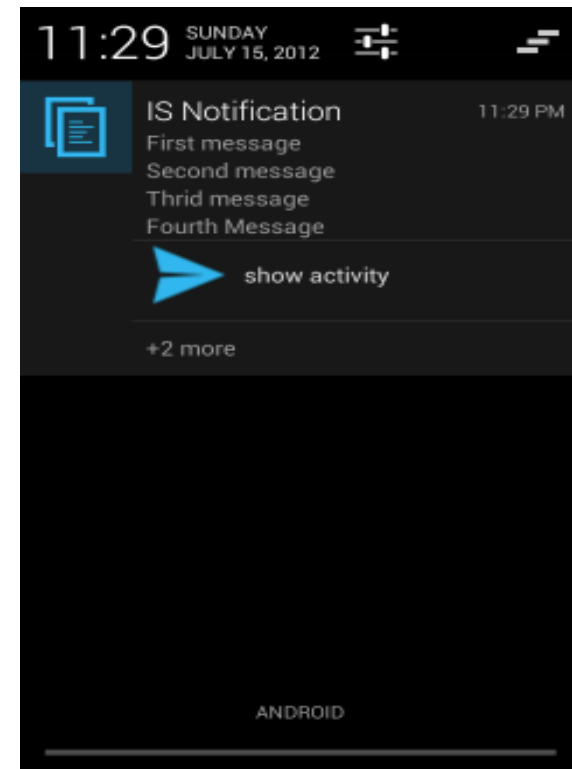 11:29 SUNDAY
JULY 15, 2012
IS Notification 11:29 PM
First message
Second message
Thrid message
Fourth Message
show activity
+2 more
ANDROID